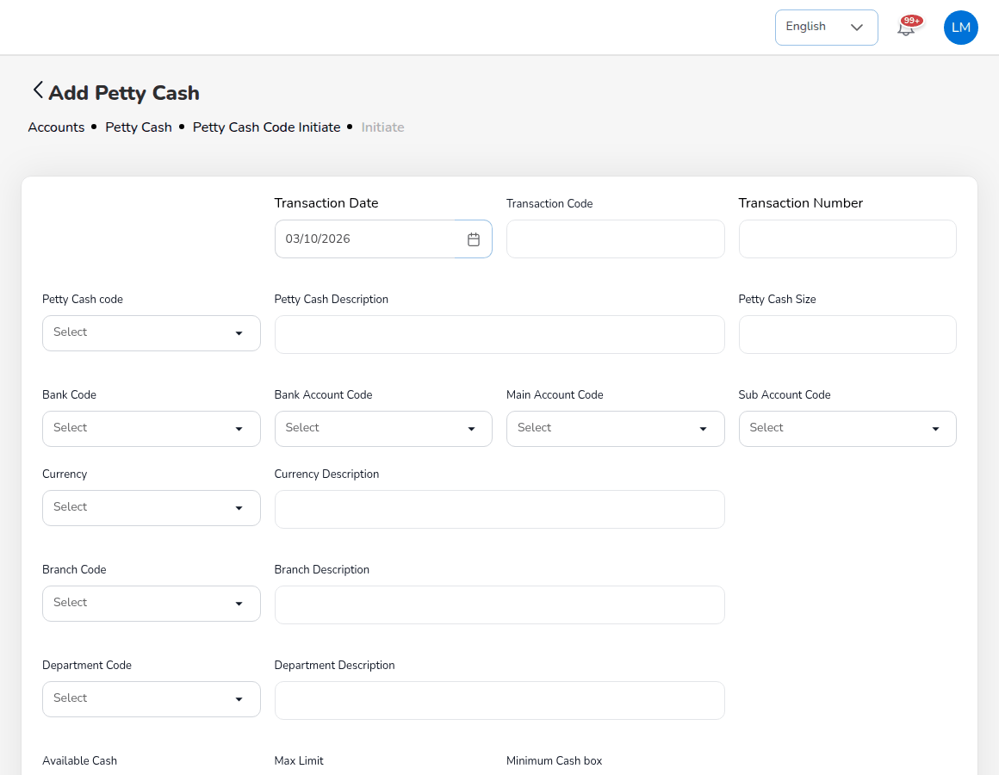 English
99+
LM
Add Petty Cash
Accounts • Petty Cash • Petty Cash Code Initiate • Initiate
Transaction Date
Transaction Code
Transaction Number
03/10/2026
Petty Cash code
Petty Cash Description
Petty Cash Size
Select
Bank Code
Bank Account Code
Main Account Code
Sub Account Code
Select
Select
Select
Select
Currency
Currency Description
Select
Branch Code
Branch Description
Select
Department Code
Department Description
Select
Available Cash
Max Limit
Minimum Cash box